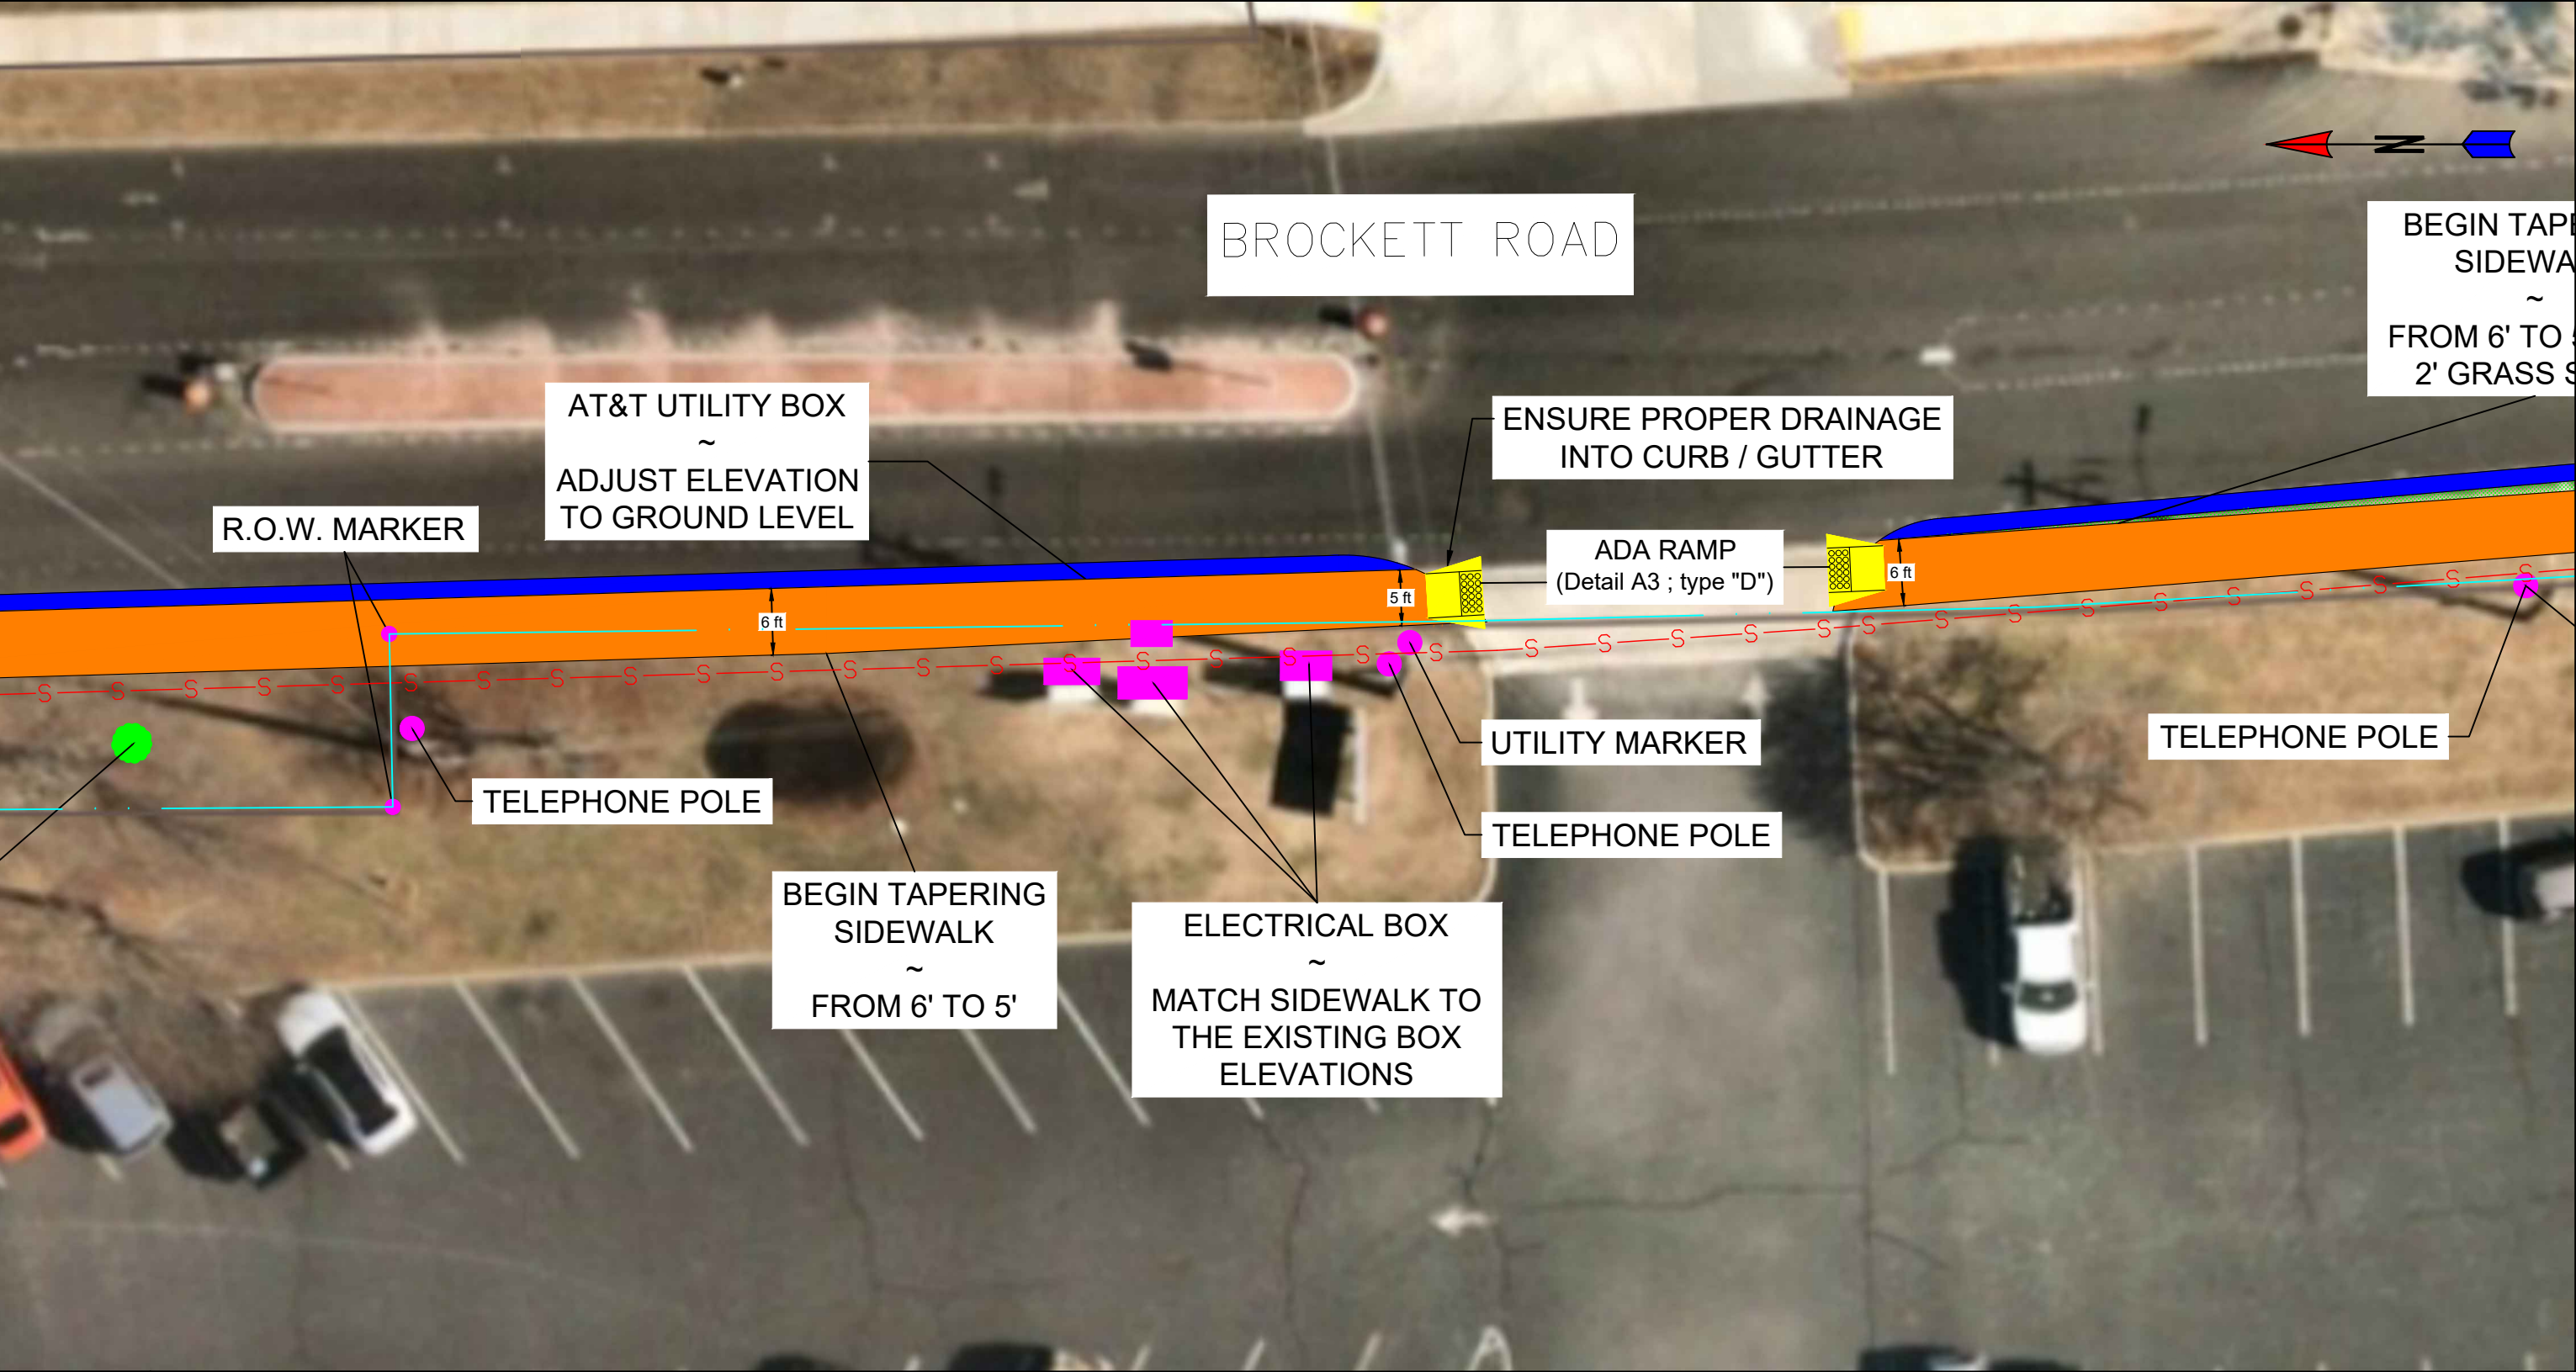 BROCKETT ROAD
N
BEGIN
SIDEWA
~
FROM 6' TO
2' GRASS S
AT&T UTILITY BOX
~
ADJUST ELEVATION
TO GROUND LEVEL
ENSURE PROPER DRAINAGE
INTO CURB / GUTTER
R.O.W. MARKER
ADA RAMP
(Detail A3 ; type "D")
6 ft
5 ft
6 ft
S S S S S S S S S S S S S S S S S S S S S S S S S S S S S S S S S S S
UTILITY MARKER
TELEPHONE POLE
TELEPHONE POLE
TELEPHONE POLE
BEGIN TAPERING
SIDEWALK
~
FROM 6' TO 5'
ELECTRICAL BOX
~
MATCH SIDEWALK TO
THE EXISTING BOX
ELEVATIONS